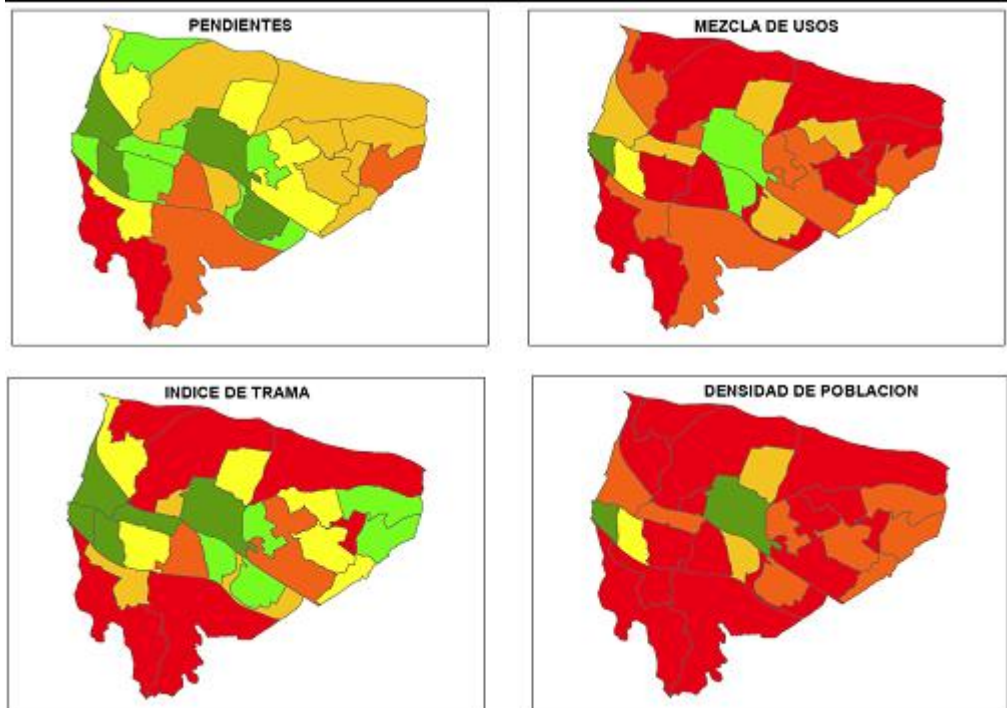 PENDIENTES
MEZCLA DE USOS
INDICE DE TRAMA
DENSIDAD DE POBLACION